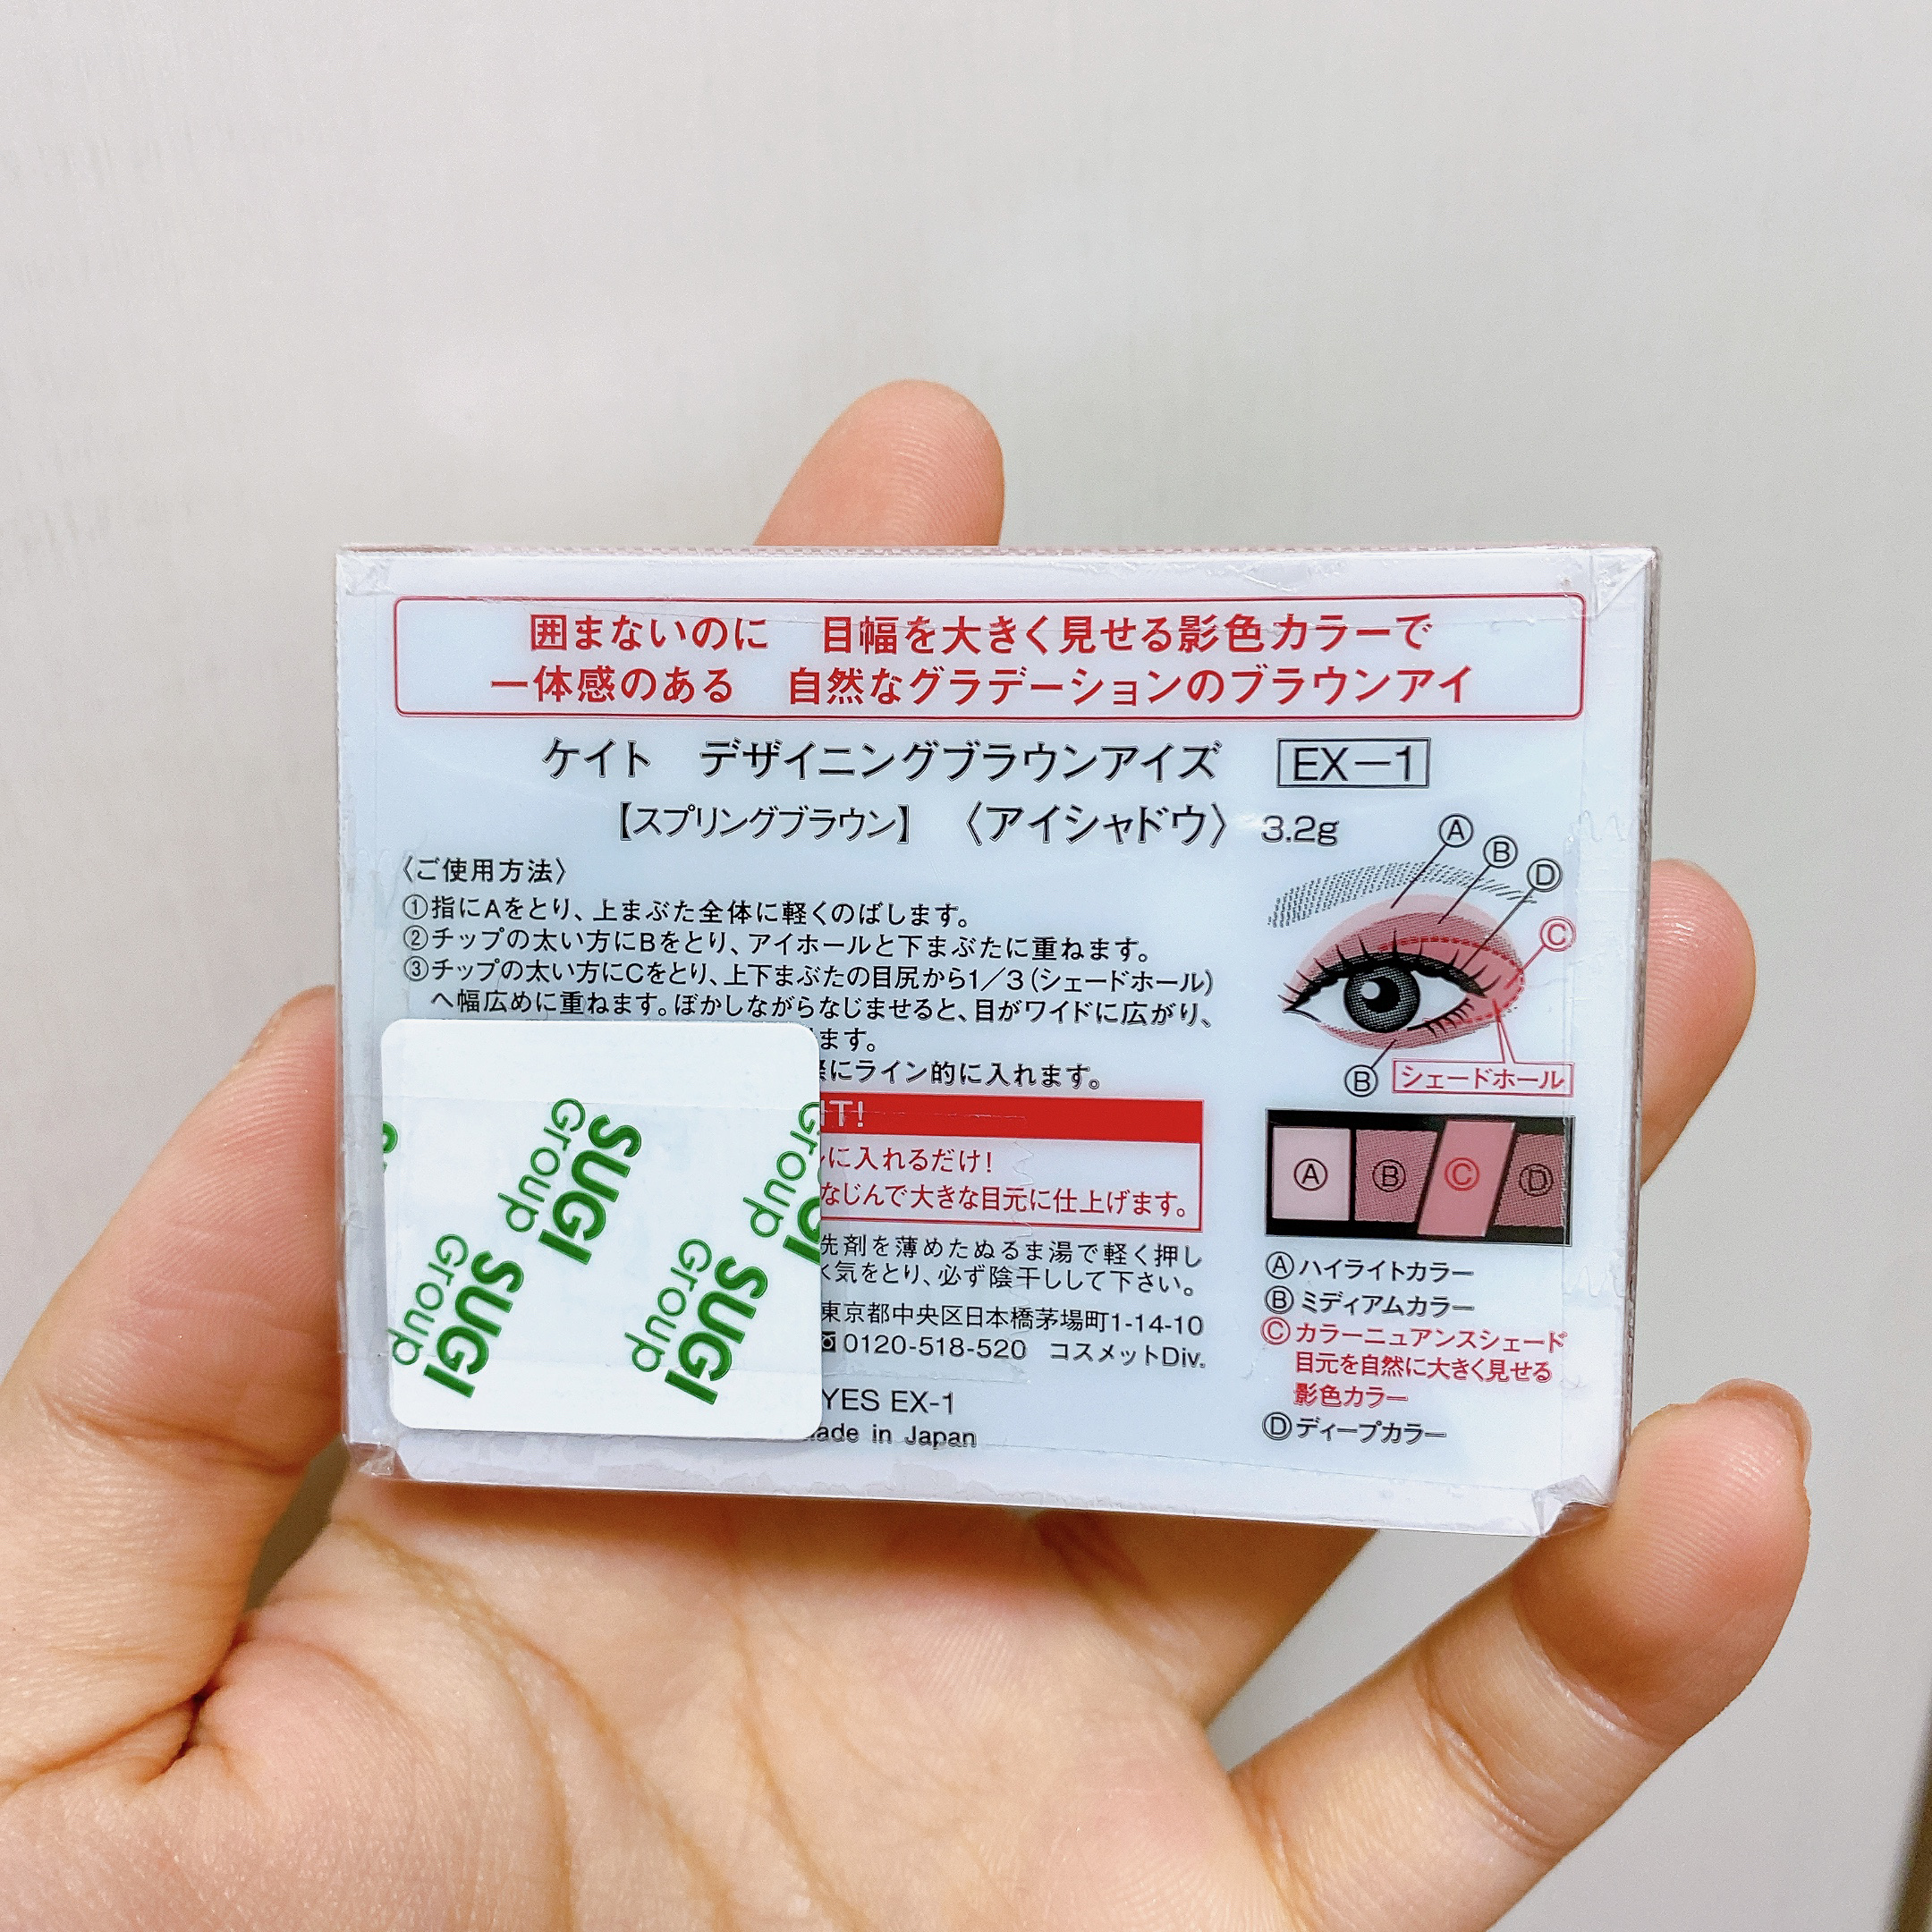 囲まないのに　目幅を大きく見せる影色カラーで
一体感のある　自然なグラデーションのブラウンアイ
ケイト　デザイニングブラウンアイズ　EX-1
【スプリングブラウン】〈アイシャドウ〉3.2g
〈ご使用方法〉
①指にAをとり、上まぶた全体に軽くのばします。
②チップの太い方にBをとり、アイホールと下まぶたに重ねます。
③チップの太い方にCをとり、上下まぶたの目尻から1／3（シェードホール）
へ幅広めに重ねます。ぼかしながらなじませると、目がワイドに広がり、
ます。
にライン的に入れます。
IT!
に入れるだけ!
なじんで大きな目元に仕上げます。
洗剤を薄めたぬるま湯で軽く押し
気をとり、必ず陰干しして下さい。
東京都中央区日本橋茅場町1-14-10
0120-518-520　コスメットDiv.
YES EX-1
ade in Japan
SUGI
Group
SUGI
Group
SUGI
Group
Group
GI
Ⓐ
Ⓑ
Ⓓ
Ⓒ
Ⓑ
シェードホール
Ⓐ Ⓑ Ⓒ Ⓓ
Ⓐハイライトカラー
Ⓑミディアムカラー
Ⓒカラーニュアンスシェード
目元を自然に大きく見せる
影色カラー
Ⓓディープカラー